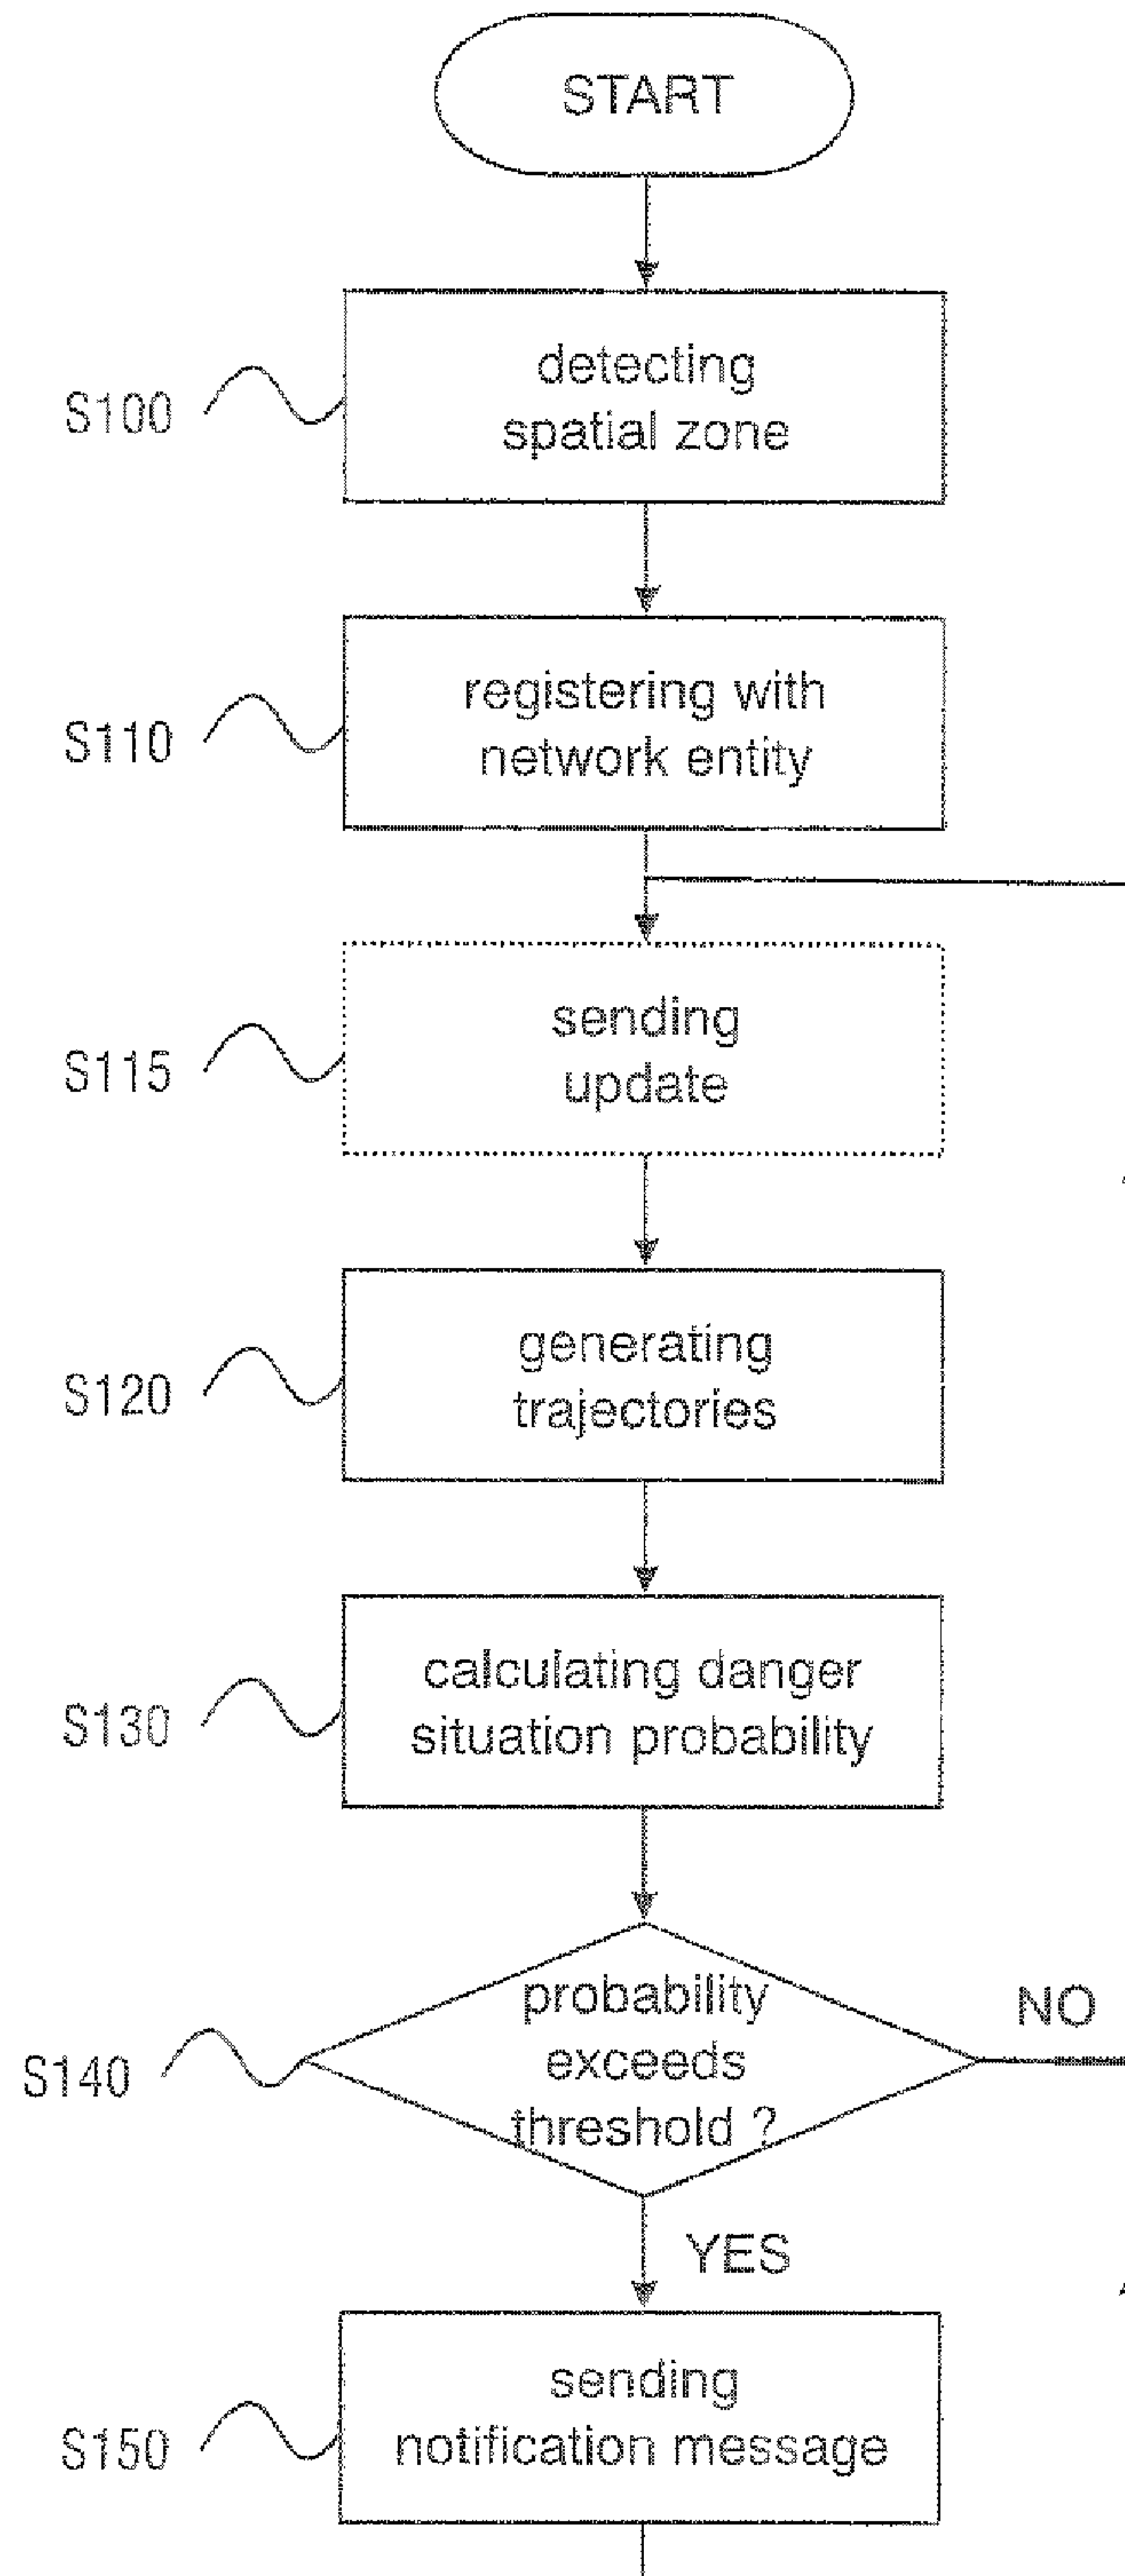 START
detecting
spatial zone
S100
registering with
network entity
S110
sending
update
S115
generating
trajectories
S120
calculating danger
situation probability
S130
probability
exceeds
threshold ?
NO
S140
YES
sending
notification message
S150